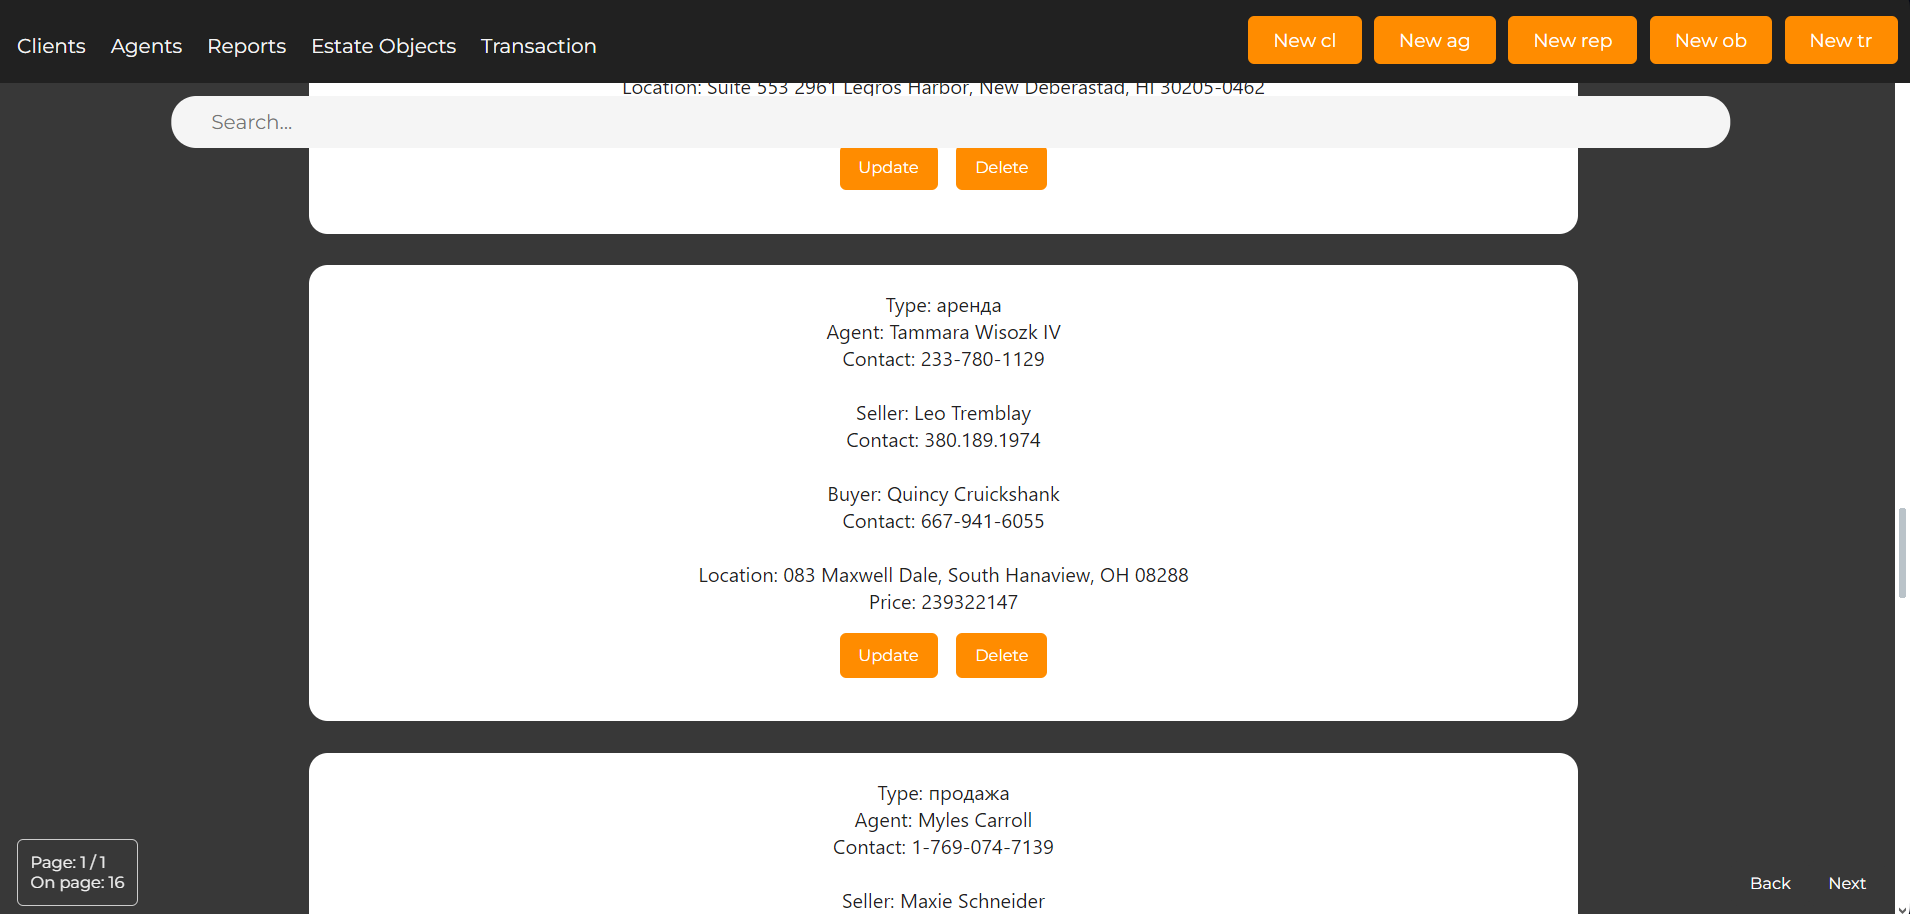 Clients Agents Reports Estate Objects Transaction New cl New ag New rep New ob New tr
Location: Suite 553 2961 Legros Harbor, New Deberastad, HI 30205-0462
Search...
Update Delete
Type: аренда
Agent: Tammara Wisozk IV
Contact: 233-780-1129
Seller: Leo Tremblay
Contact: 380.189.1974
Buyer: Quincy Cruickshank
Contact: 667-941-6055
Location: 083 Maxwell Dale, South Hanaview, OH 08288
Price: 239322147
Update Delete
Type: продажа
Agent: Myles Carroll
Contact: 1-769-074-7139
Seller: Maxie Schneider
Page: 1 / 1
On page: 16
Back Next